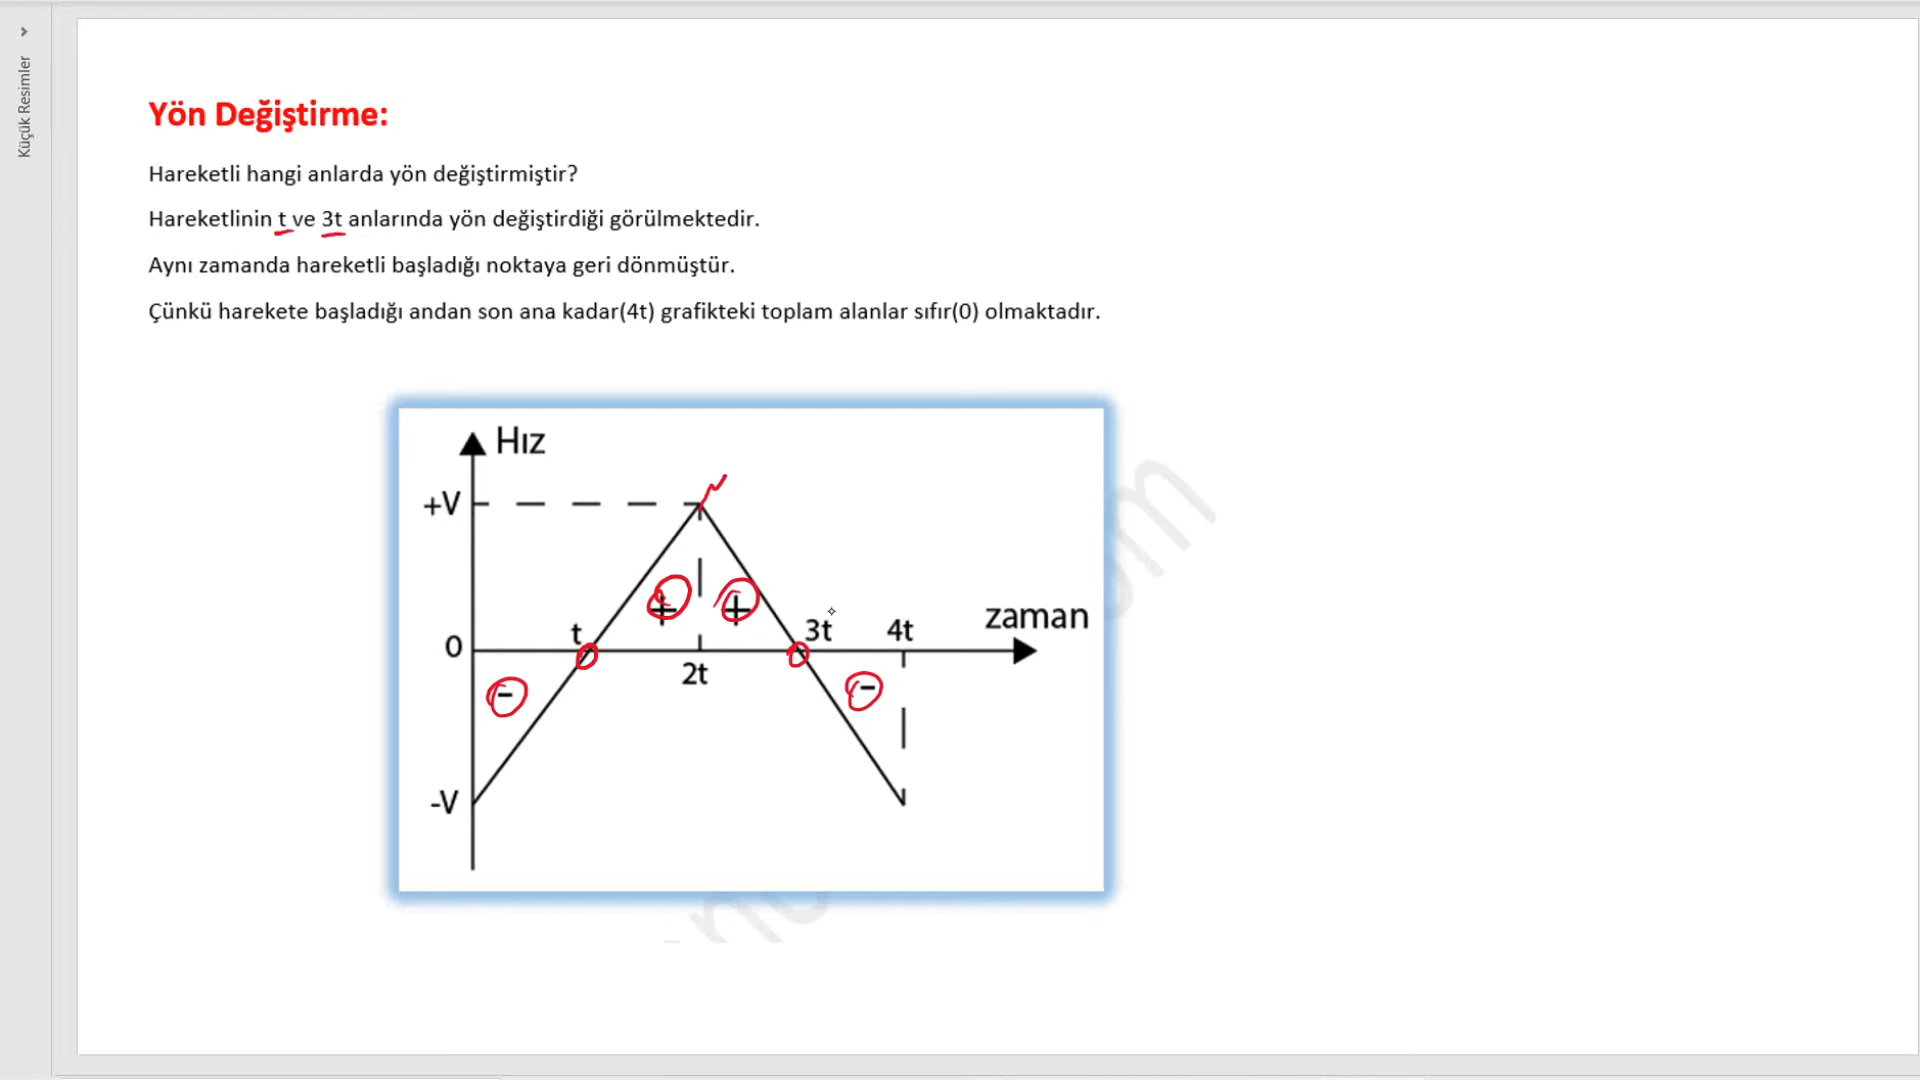 Küçük Resimler
Yön Değiştirme:
Hareketli hangi anlarda yön değiştirmiştir?
Hareketlinin t ve 3t anlarında yön değiştirdiği görülmektedir.
Aynı zamanda hareketli başladığı noktaya geri dönmüştür.
Çünkü harekete başladığı andan son ana kadar(4t) grafikteki toplam alanlar sıfır(0) olmaktadır.
Hız
+V
+ +
zaman
0 t 3t 4t
2t
- -
-V